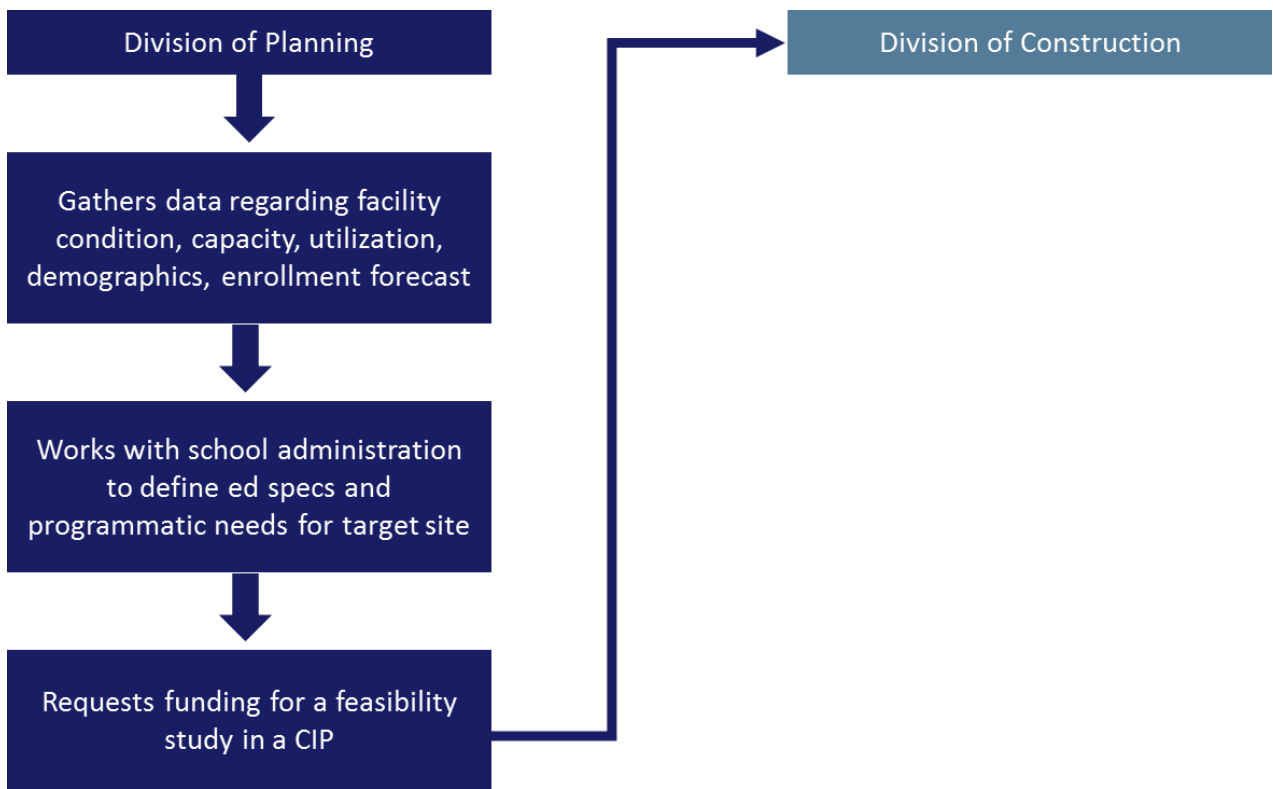 Division of Planning
Division of Construction
Gathers data regarding facility
condition, capacity, utilization,
demographics, enrollment forecast
Works with school administration
to define ed specs and
programmatic needs for target site
Requests funding for a feasibility
study in a CIP